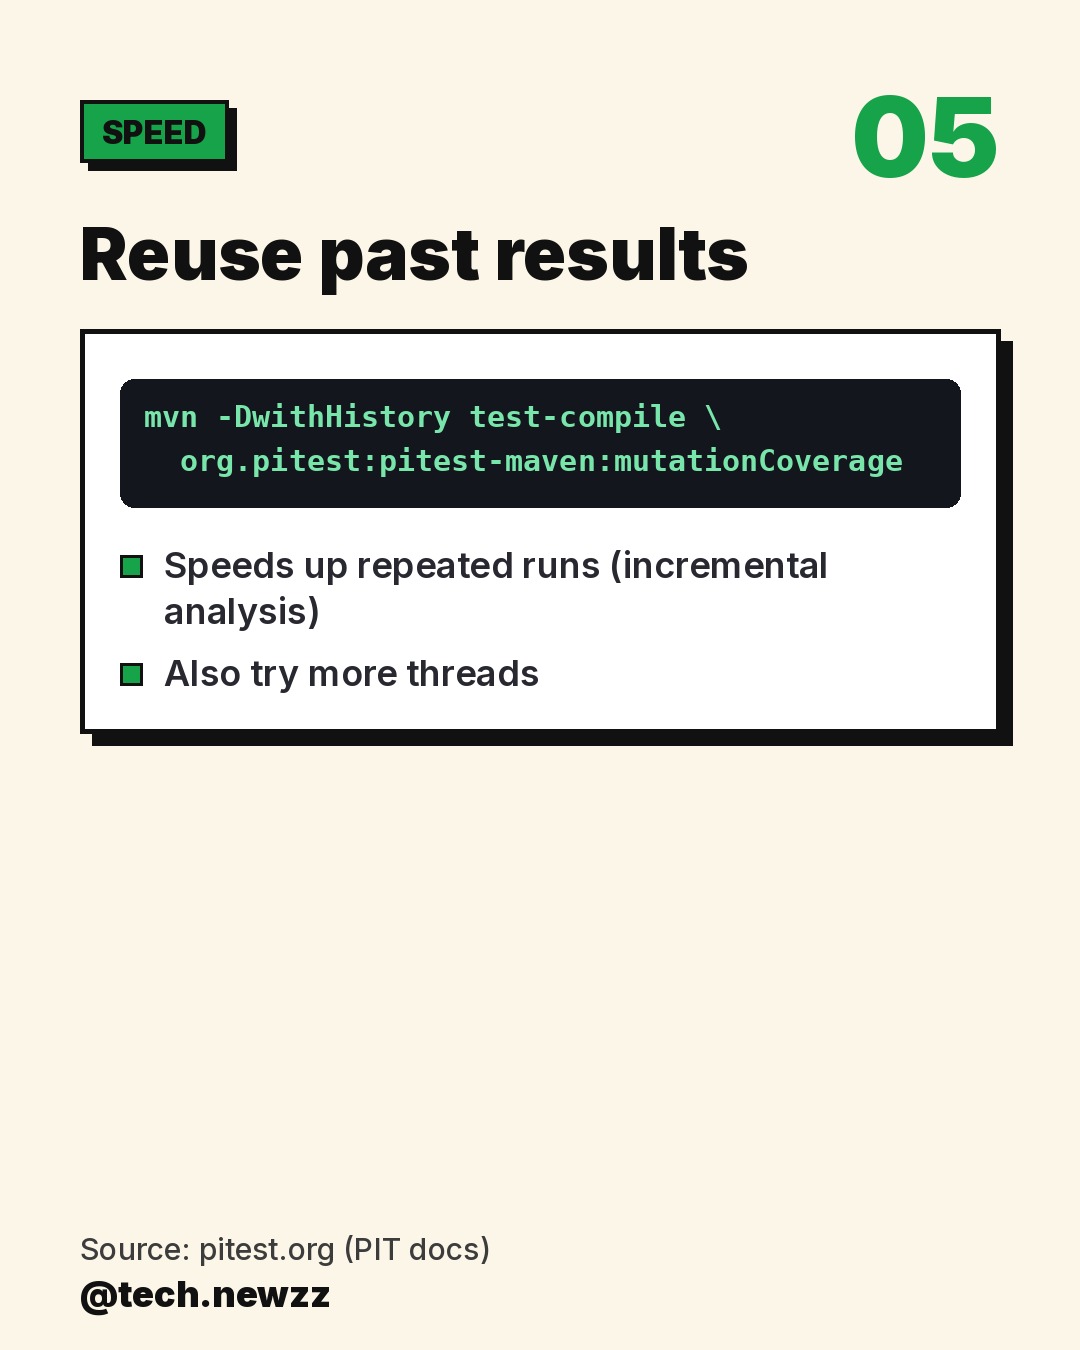 SPEED
05
Reuse past results
mvn -DwithHistory test-compile \
org.pitest:pitest-maven:mutationCoverage
Speeds up repeated runs (incremental
analysis)
Also try more threads
Source: pitest.org (PIT docs)
@tech.newzz